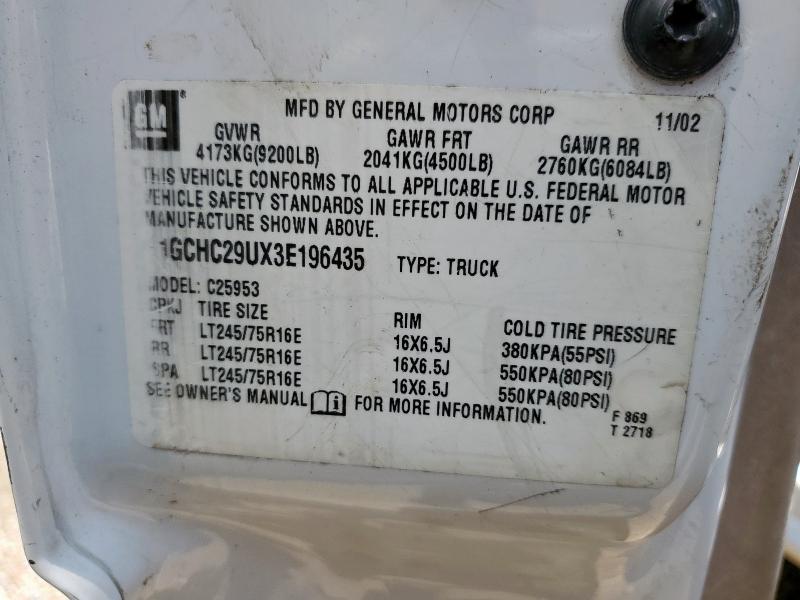 GM ®
MFD BY GENERAL MOTORS CORP 11/02
GVWR GAWR FRT GAWR RR
4173KG(9200LB) 2041KG(4500LB) 2760KG(6084LB)
THIS VEHICLE CONFORMS TO ALL APPLICABLE U.S. FEDERAL MOTOR
VEHICLE SAFETY STANDARDS IN EFFECT ON THE DATE OF
MANUFACTURE SHOWN ABOVE.
1GCHC29UX3E196435 TYPE: TRUCK
MODEL: C25953
TIRE SIZE RIM COLD TIRE PRESSURE
FRT LT245/75R16E 16X6.5J 380KPA(55PSI)
RR LT245/75R16E 16X6.5J 550KPA(80PSI)
SPA LT245/75R16E 16X6.5J 550KPA(80PSI)
SEE OWNER'S MANUAL i FOR MORE INFORMATION.
F 869
T 2718